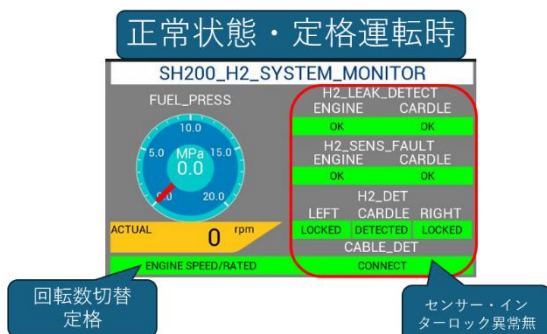 正常状態・定格運転時
SH200_H2_SYSTEM_MONITOR
FUEL_PRESS
10.0
5.0 MPa 15.0
0.0
0.0 20.0
ACTUAL 0 rpm
ENGINE SPEED/RATED
H2_LEAK_DETECT
ENGINE CARDLE
OK OK
H2_SENS_FAULT
ENGINE CARDLE
OK OK
H2_DET
LEFT CARDLE RIGHT
LOCKED DETECTED LOCKED
CABLE_DET
CONNECT
回転数切替
定格
センサー・イン
ターロック異常無